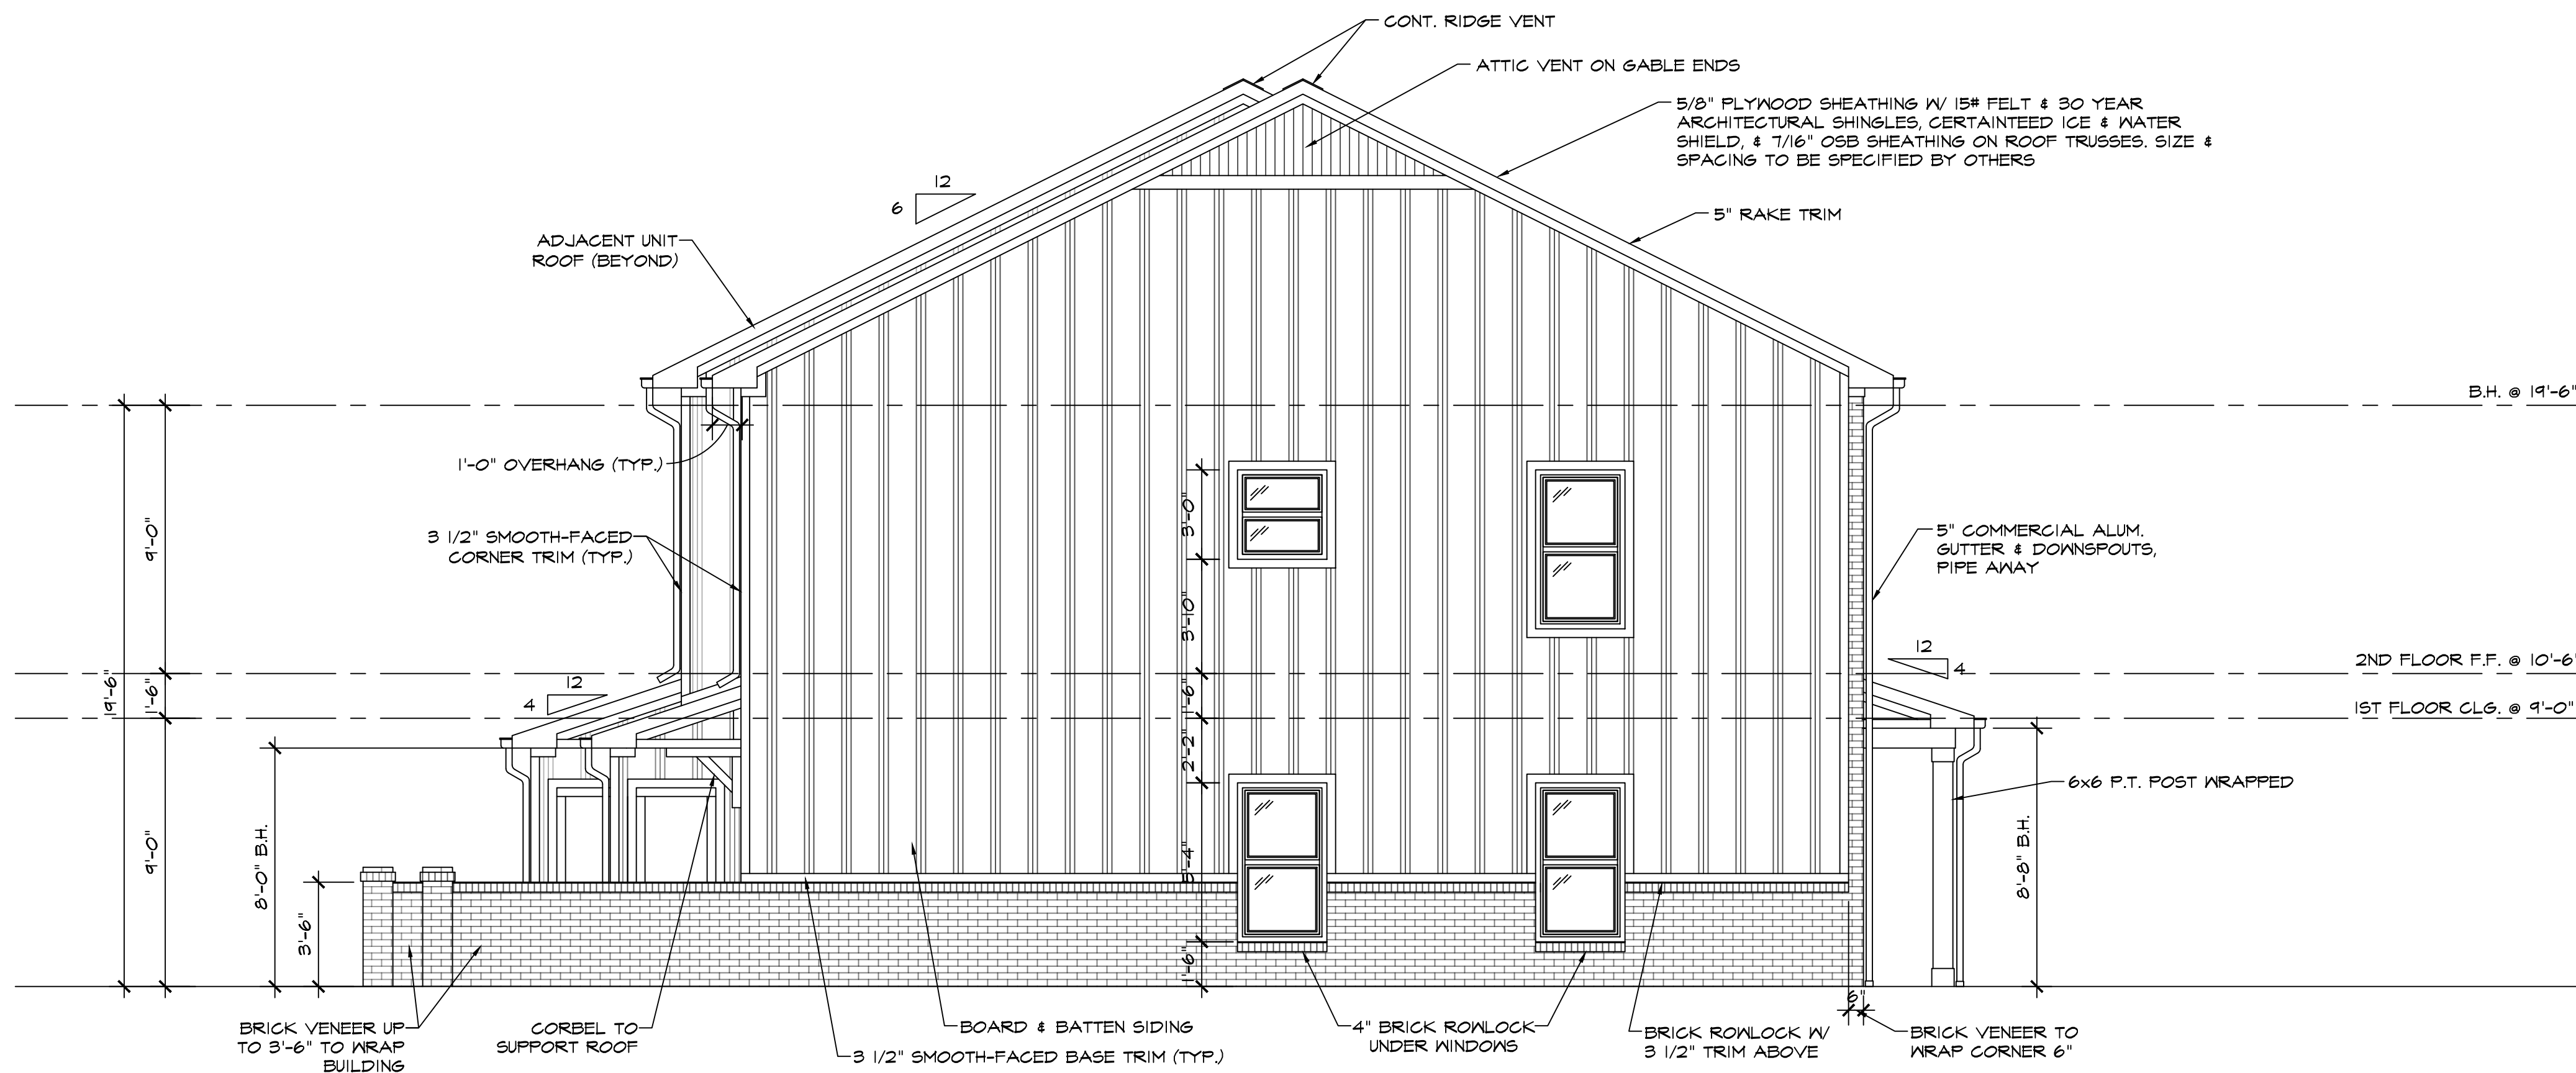 CONT. RIDGE VENT
ATTIC VENT ON GABLE ENDS
5/8" PLYWOOD SHEATHING W/ 15# FELT & 30 YEAR
ARCHITECTURAL SHINGLES, CERTAINTEED ICE & WATER
SHIELD, & 7/16" OSB SHEATHING ON ROOF TRUSSES. SIZE &
SPACING TO BE SPECIFIED BY OTHERS
12
6
5" RAKE TRIM
ADJACENT UNIT
ROOF (BEYOND)
B.H. @ 19'-6"
1'-0" OVERHANG (TYP.)
9'-0"
3'-0"
3 1/2" SMOOTH-FACED
CORNER TRIM (TYP.)
5" COMMERCIAL ALUM.
GUTTER & DOWNSPOUTS,
PIPE AWAY
3'-10"
12
4
2ND FLOOR F.F. @ 10'-6"
19'-6"
1'-6"
12
4
1'-6"
1ST FLOOR CLG. @ 9'-0"
2'-2"
6x6 P.T. POST WRAPPED
9'-0"
8'-0" B.H.
5'-4"
8'-8" B.H.
3'-6"
1'-6"
6"
BRICK VENEER UP
TO 3'-6" TO WRAP
BUILDING
CORBEL TO
SUPPORT ROOF
BOARD & BATTEN SIDING
3 1/2" SMOOTH-FACED BASE TRIM (TYP.)
4" BRICK ROWLOCK
UNDER WINDOWS
BRICK ROWLOCK W/
3 1/2" TRIM ABOVE
BRICK VENEER TO
WRAP CORNER 6"